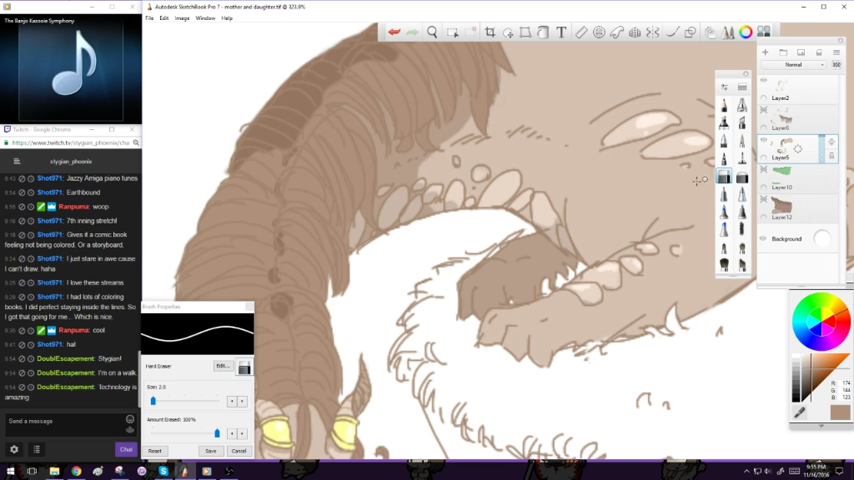 The Banjo Kazooie Symphony
Autodesk SketchBook Pro 7 - mother and daughter.tif @ 323.8%
File Edit Image Window Help
Twitch - Google Chrome
https://www.twitch.tv/stygian_phoenix/cha
Shot971: Jazzy Amiga piano tunes
Shot971: Earthbound
Ranpuma: woop
Shot971: 7th inning stretch!
Shot971: Gives it a comic book
feeling not being colored. Or a storyboard.
Shot971: I just stare in awe cause
I can't draw. haha
Shot971: I love these streams
Shot971: I had lots of coloring
books. I did perfect staying inside the lines. So
I got that going for me... Which is nice.
Ranpuma: cool
Shot971: ha!
DoublEscapement: Stygian!
DoublEscapement: I'm on a walk
DoublEscapement: Technology is
amazing
Send a message
Chat
Brush Properties
Hard Eraser
Edit...
Size: 2.0
Amount Erased: 100%
Reset Save Cancel
Normal
Layer2
Layer6
Layer5
Layer10
Layer12
Background
R: 174
G: 144
B: 123
9:55 PM
11/14/2016